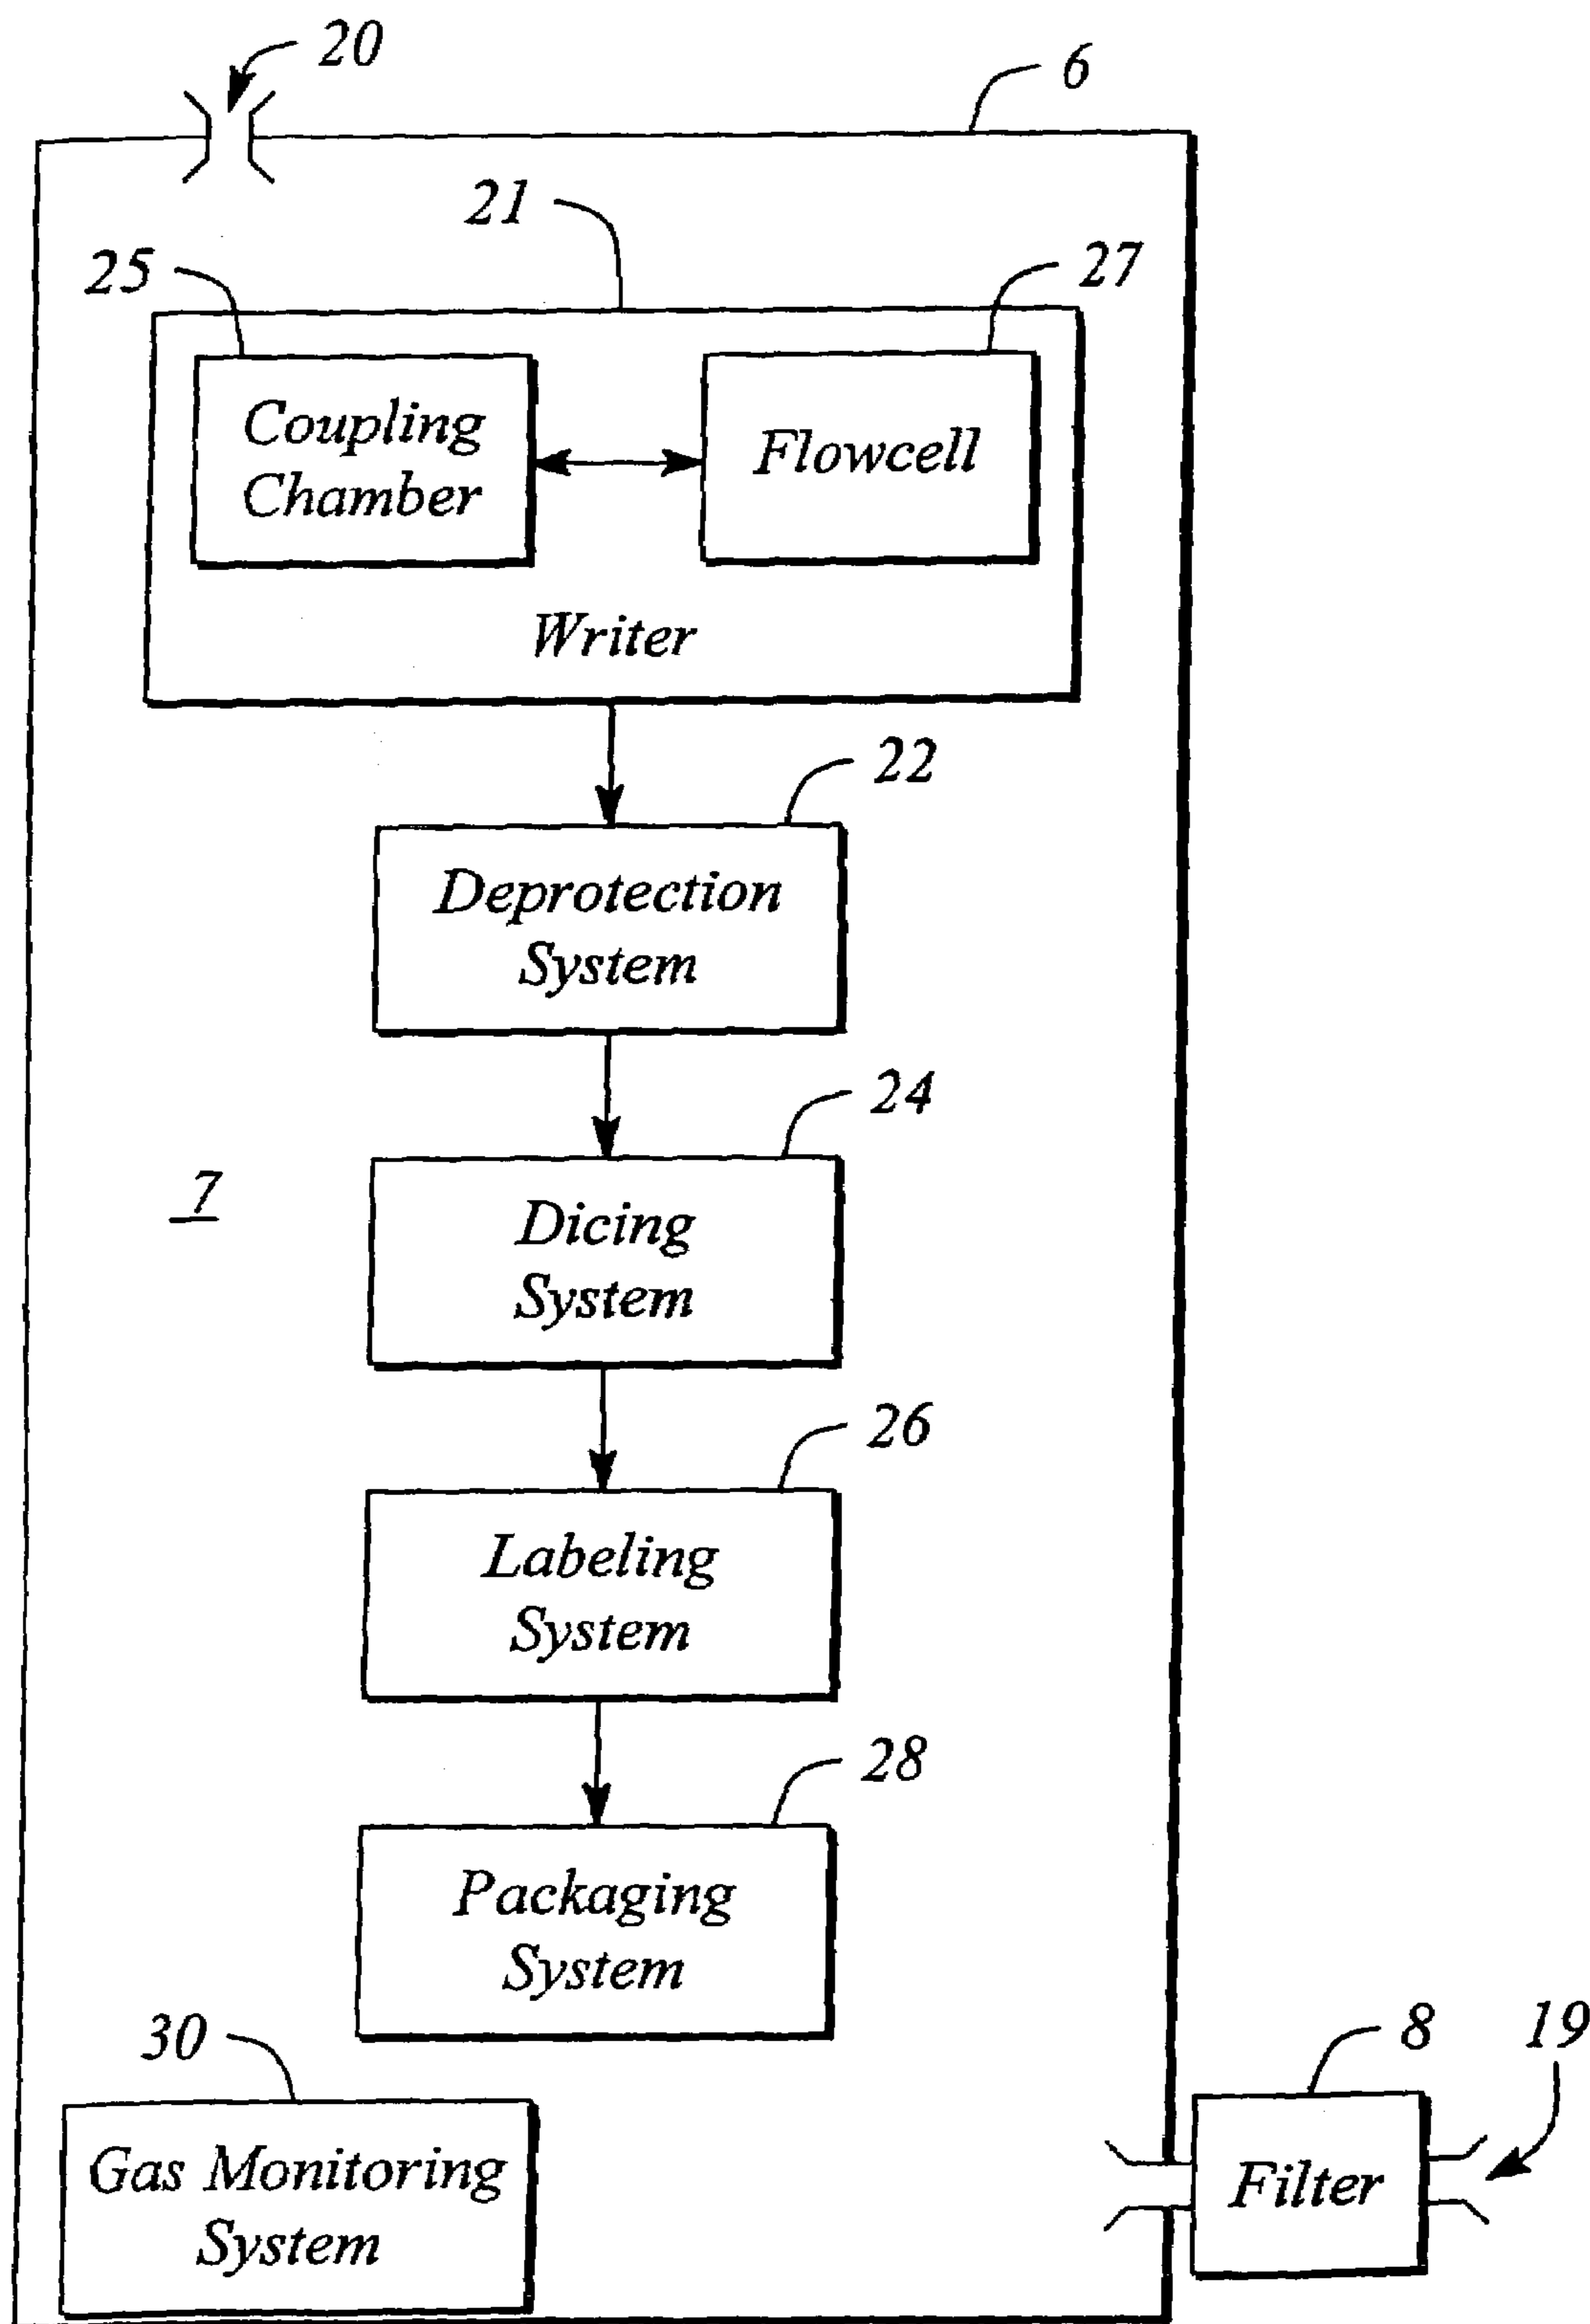 20
6
21
25
27
Coupling
Chamber
Flowcell
Writer
22
Deprotection
System
24
7
Dicing
System
26
Labeling
System
28
Packaging
System
30
8
19
Gas Monitoring
System
Filter